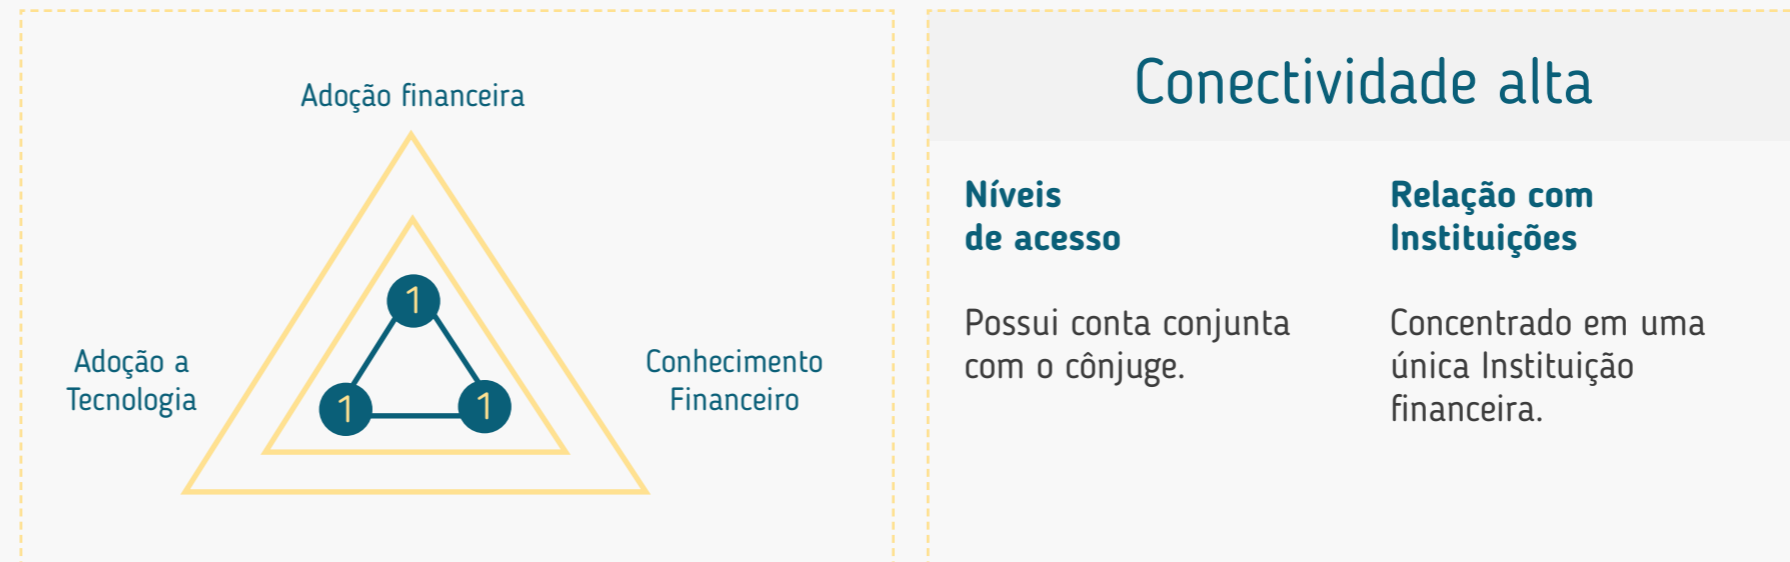 Adoção financeira
1
1
1
Adoção a
Tecnologia
Conhecimento
Financeiro
Conectividade alta
Níveis
de acesso
Possui conta conjunta
com o cônjuge.
Relação com
Instituições
Concentrado em uma
única Instituição
financeira.